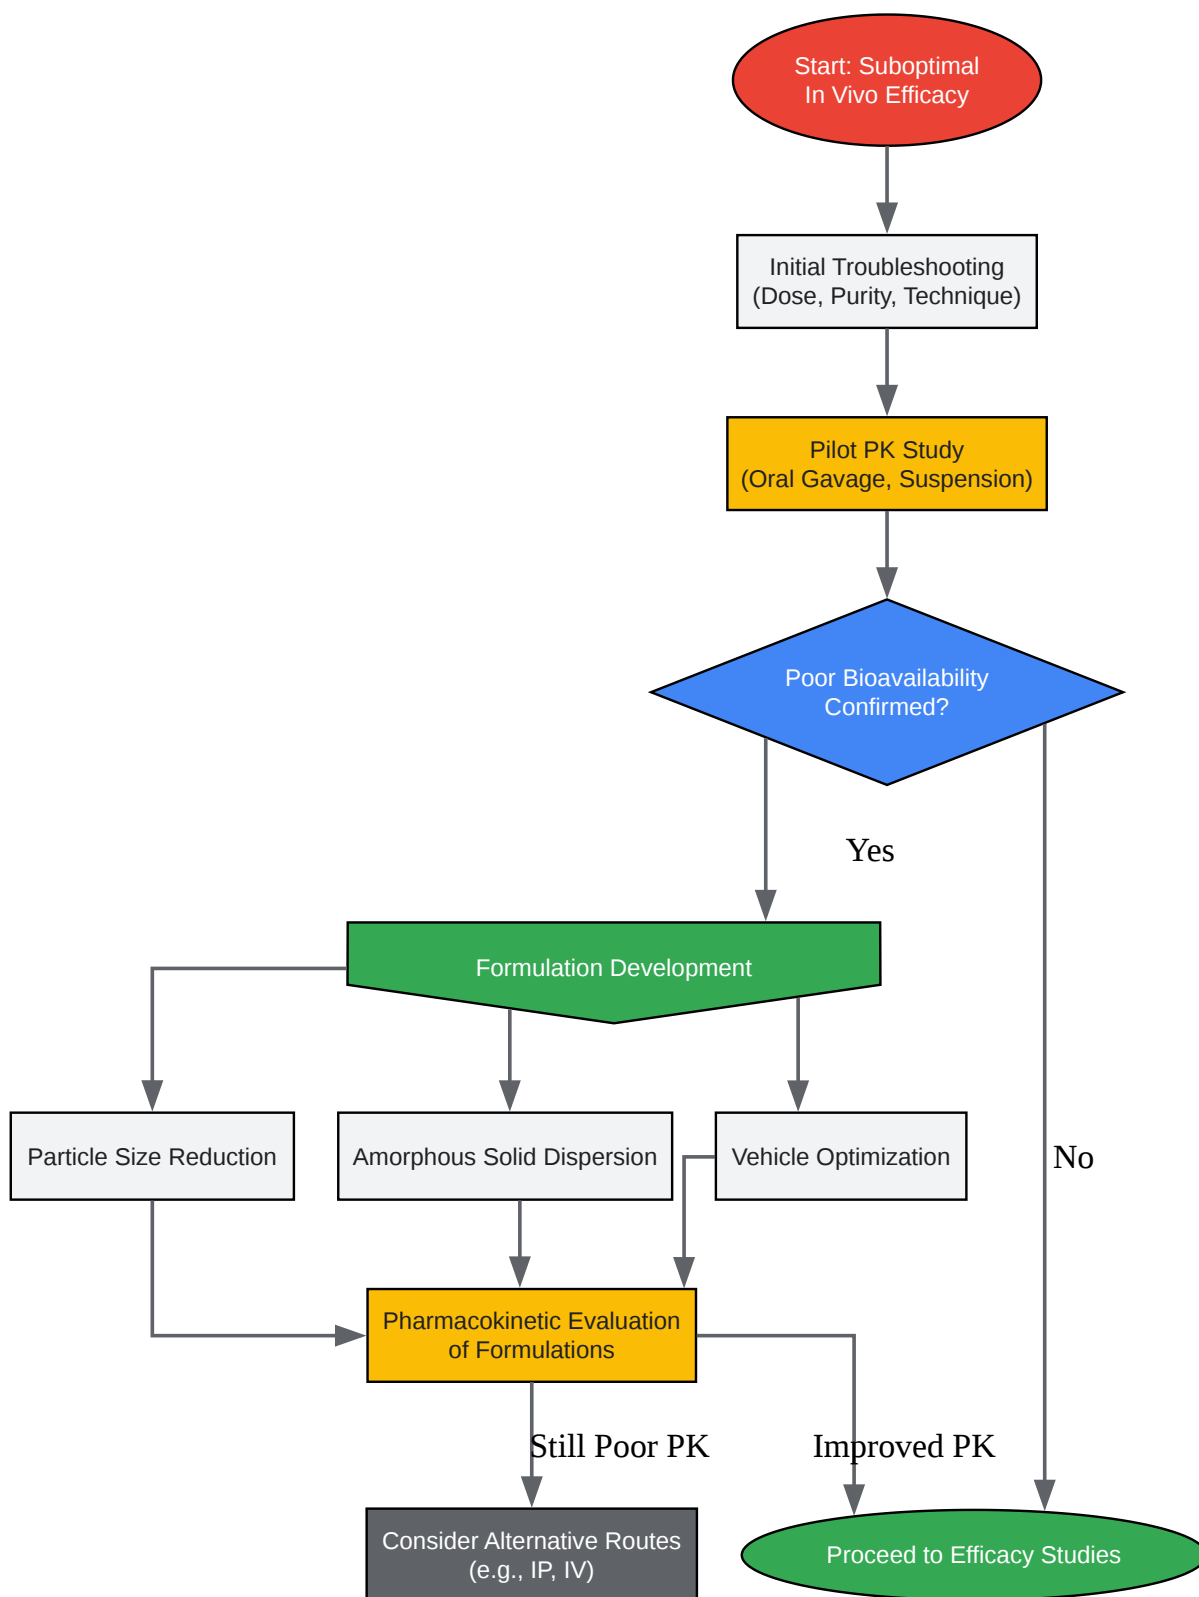 Start: Suboptimal
In Vivo Efficacy
Initial Troubleshooting
(Dose, Purity, Technique)
Pilot PK Study
(Oral Gavage, Suspension)
Poor Bioavailability
Confirmed?
Yes
Formulation Development
Particle Size Reduction
Amorphous Solid Dispersion
Vehicle Optimization
No
Pharmacokinetic Evaluation
of Formulations
Still Poor PK
Improved PK
Consider Alternative Routes
(e.g., IP, IV)
Proceed to Efficacy Studies